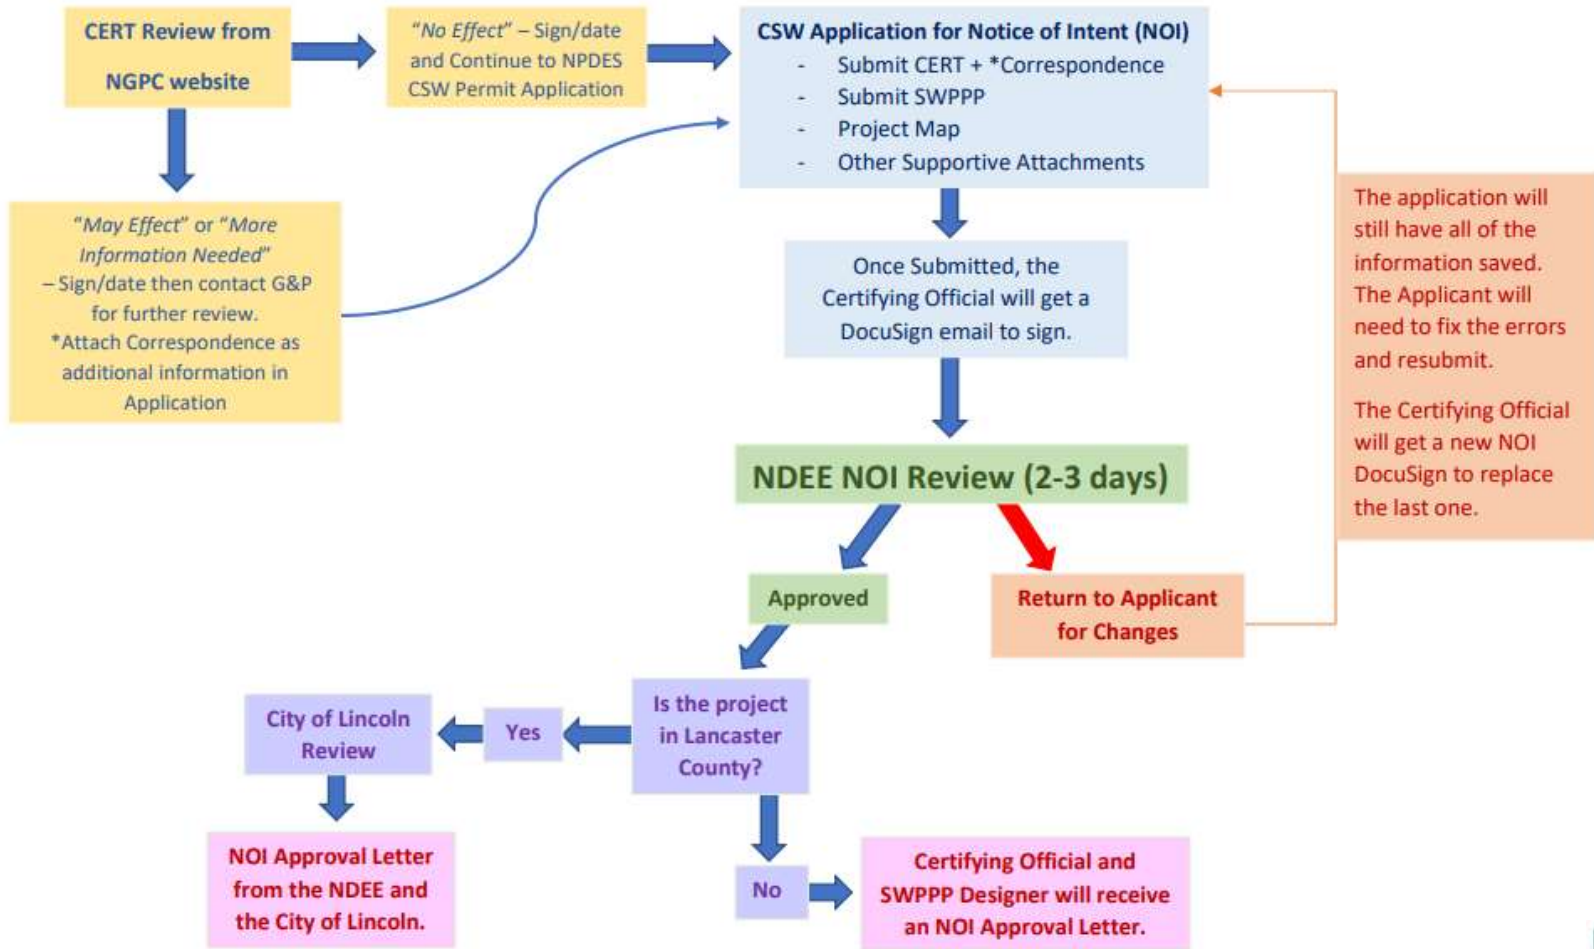 CERT Review from
NGPC website
“No Effect” – Sign/date
and Continue to NPDES
CSW Permit Application
CSW Application for Notice of Intent (NOI)
- Submit CERT + *Correspondence
- Submit SWPPP
- Project Map
- Other Supportive Attachments
“May Effect” or “More
Information Needed”
– Sign/date then contact G&P
for further review.
*Attach Correspondence as
additional information in
Application
Once Submitted, the
Certifying Official will get a
DocuSign email to sign.
The application will
still have all of the
information saved.
The Applicant will
need to fix the errors
and resubmit.
The Certifying Official
will get a new NOI
DocuSign to replace
the last one.
NDEE NOI Review (2-3 days)
Approved
Return to Applicant
for Changes
Is the project
in Lancaster
County?
Yes
City of Lincoln
Review
NOI Approval Letter
from the NDEE and
the City of Lincoln.
No
Certifying Official and
SWPPP Designer will receive
an NOI Approval Letter.